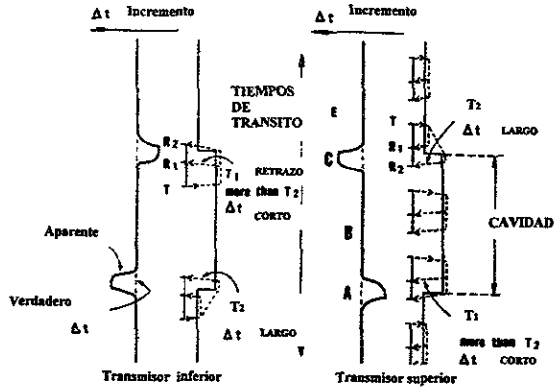 Δt Incremento
Δt Incremento
TIEMPOS
DE
TRANSITO
E
T
T2
Δt LARGO
R2
R1
T
T1 RETRAZO
more than T2
Δt CORTO
R1
R2
C
CAVIDAD
B
Aparente
Verdadero
Δt
T2
Δt LARGO
A
T1
more than T2
Δt CORTO
Transmisor inferior
Transmisor superior